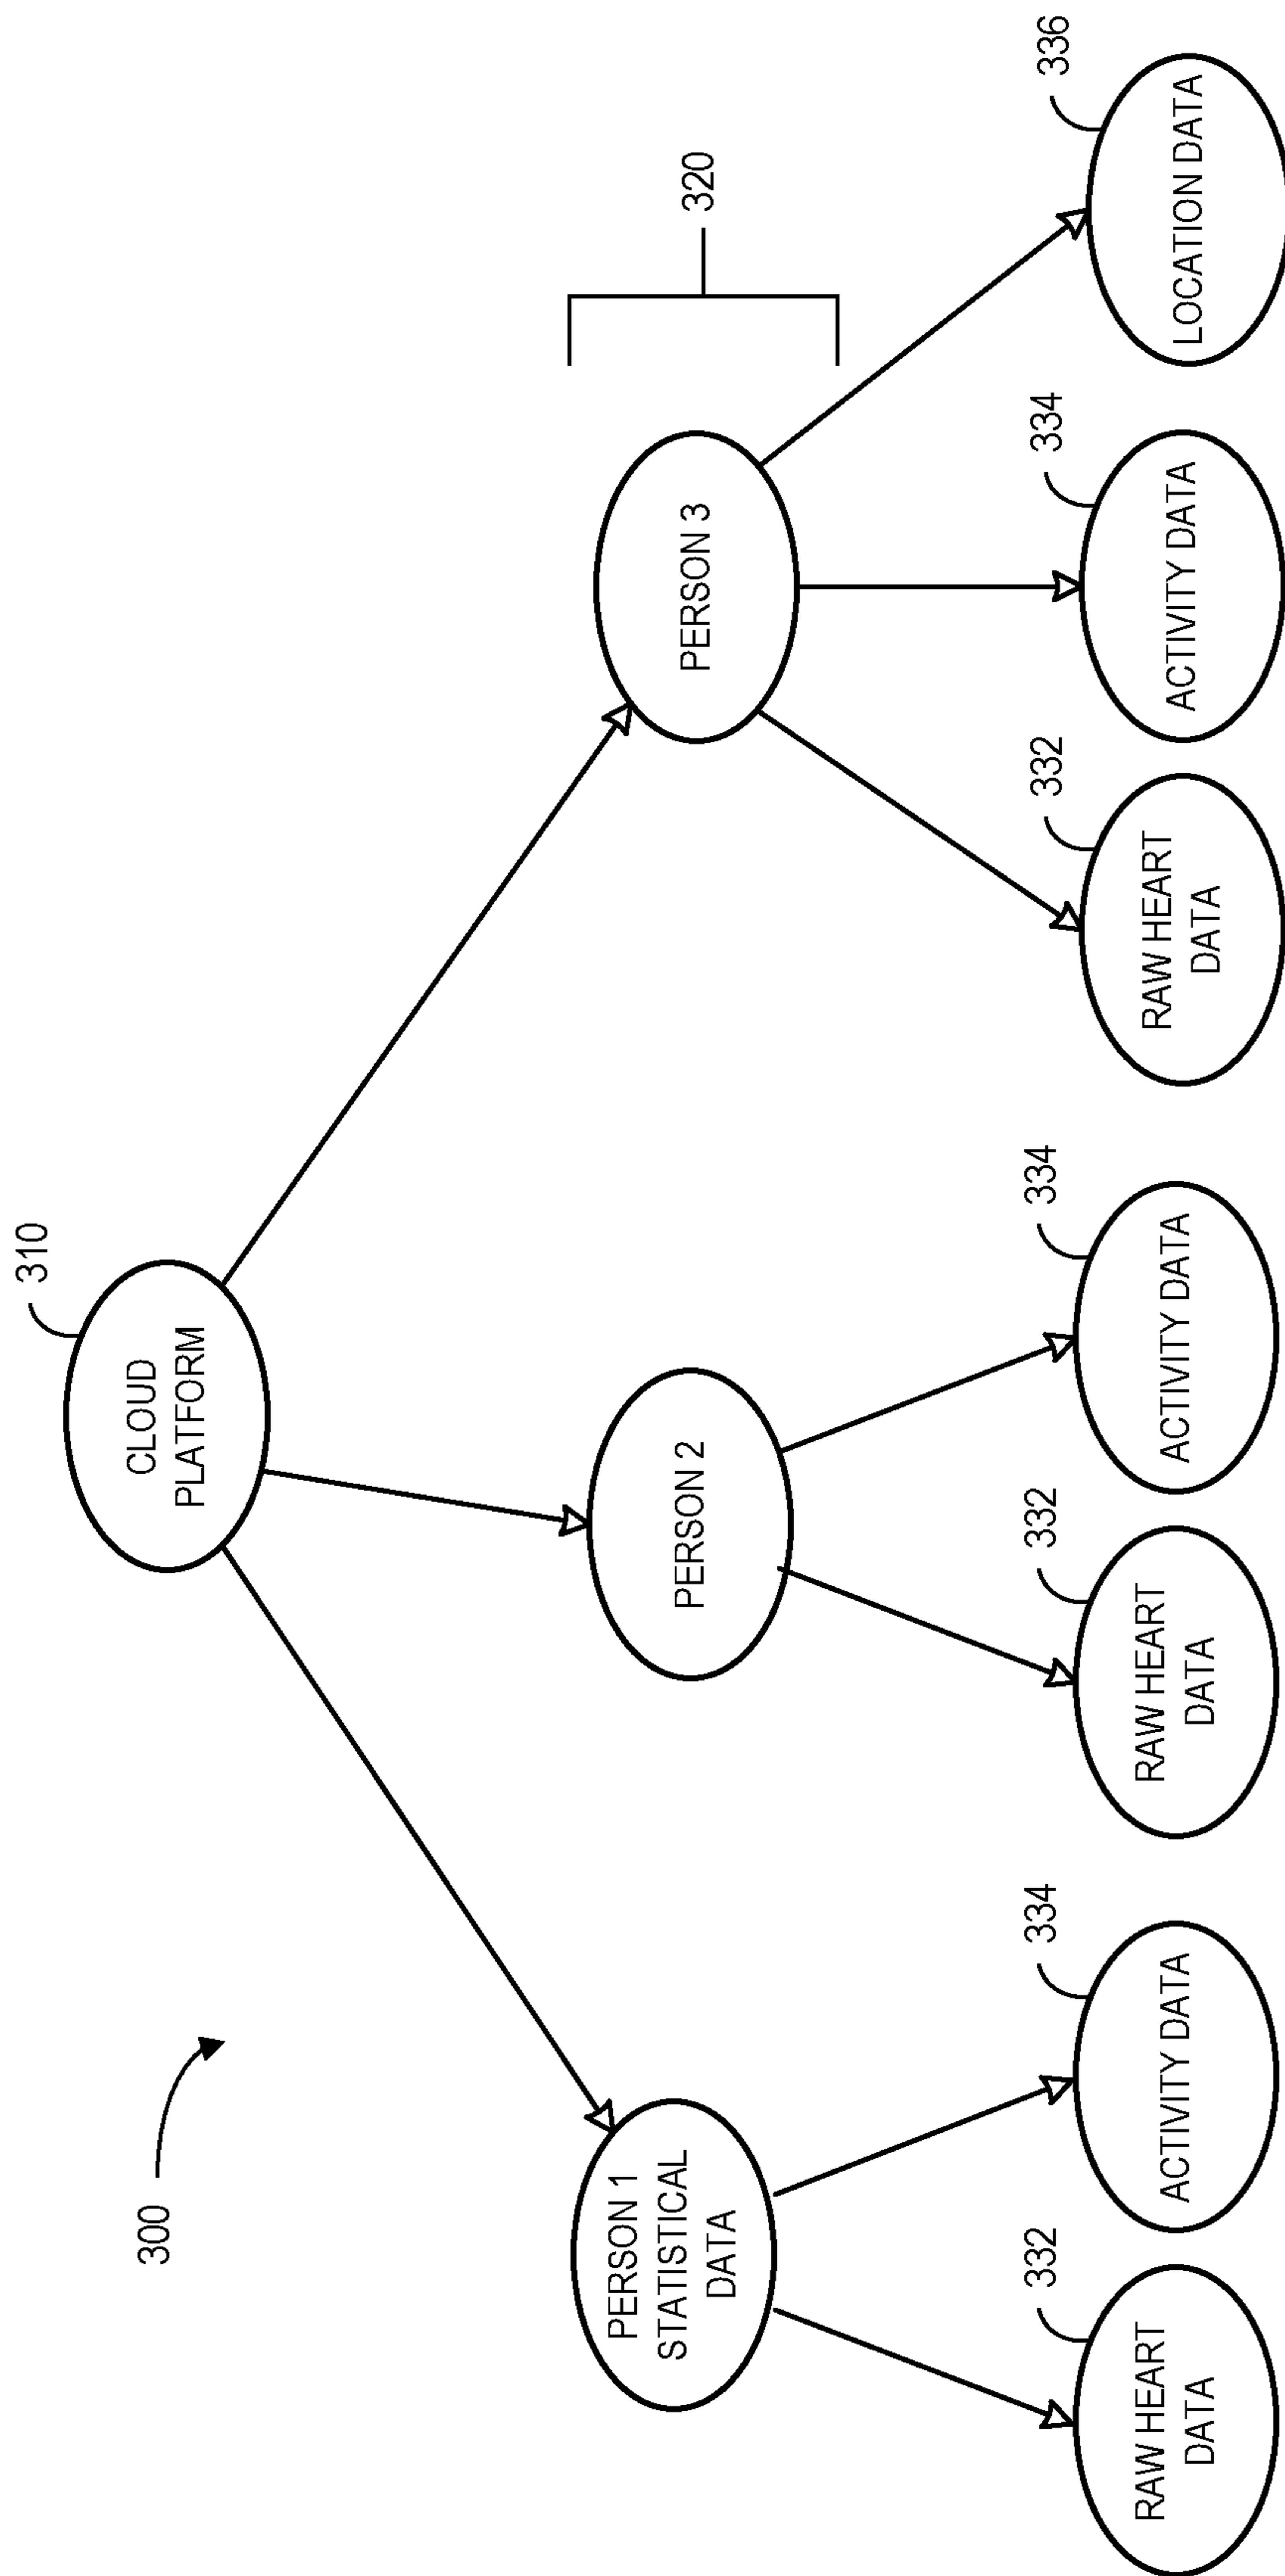 300
310
CLOUD
PLATFORM
320
PERSON 1
STATISTICAL
DATA
PERSON 2
PERSON 3
332
RAW HEART
DATA
334
ACTIVITY DATA
332
RAW HEART
DATA
334
ACTIVITY DATA
332
RAW HEART
DATA
334
ACTIVITY DATA
336
LOCATION DATA